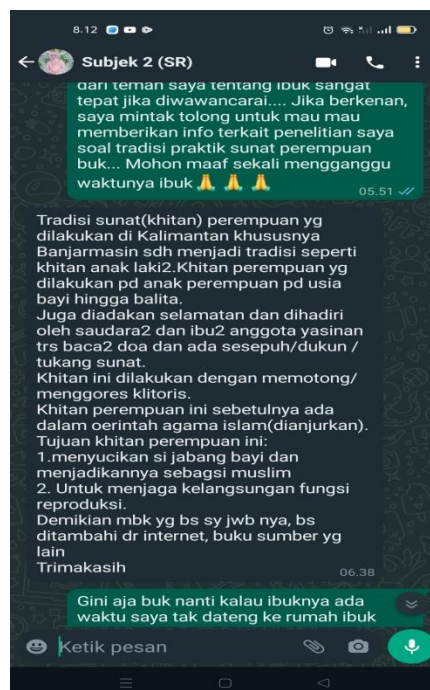 8.12
Subjek 2 (SR)
dari teman saya tentang ibuk sangat
tepat jika diwawancarai.... Jika berkenan,
saya mintak tolong untuk mau mau
memberikan info terkait penelitian saya
soal tradisi praktik sunat perempuan
buk... Mohon maaf sekali mengganggu
waktunya ibuk 🙏 🙏 🙏
05.51
Tradisi sunat(khitan) perempuan yg
dilakukan di Kalimantan khususnya
Banjarmasin sdh menjadi tradisi seperti
khitan anak laki2.Khitan perempuan yg
dilakukan pd anak perempuan pd usia
bayi hingga balita.
Juga diadakan selamatan dan dihadiri
oleh saudara2 dan ibu2 anggota yasinan
trs baca2 doa dan ada sesepuh/dukun /
tukang sunat.
Khitan ini dilakukan dengan memotong/
menggores klitoris.
Khitan perempuan ini sebetulnya ada
dalam oerintah agama islam(dianjurkan).
Tujuan khitan perempuan ini:
1.menyucikan si jabang bayi dan
menjadikannya sebagsi muslim
2. Untuk menjaga kelangsungan fungsi
reproduksi.
Demikian mbk yg bs sy jwb nya, bs
ditambahi dr internet, buku sumber yg
lain
Trimakasih
06.38
Gini aja buk nanti kalau ibuknya ada
waktu saya tak dateng ke rumah ibuk
Ketik pesan